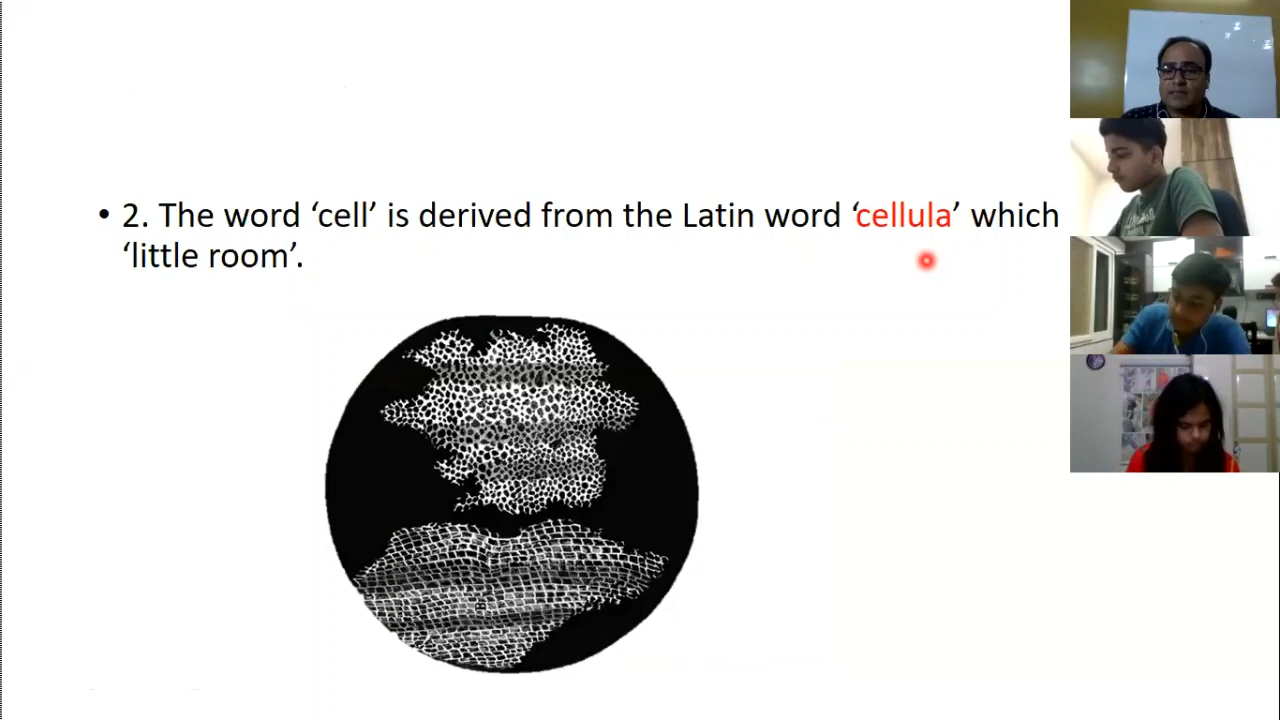 • 2. The word ‘cell’ is derived from the Latin word ‘cellula’ which
‘little room’.